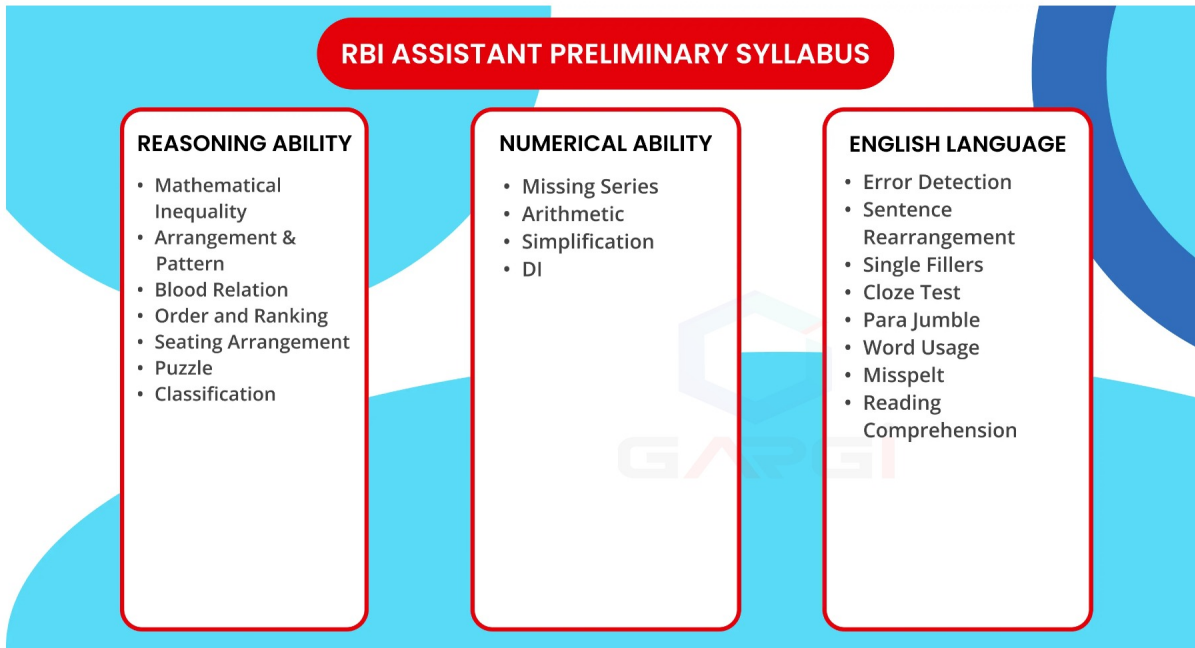 RBI ASSISTANT PRELIMINARY SYLLABUS
REASONING ABILITY
• Mathematical
Inequality
• Arrangement &
Pattern
• Blood Relation
• Order and Ranking
• Seating Arrangement
• Puzzle
• Classification
NUMERICAL ABILITY
• Missing Series
• Arithmetic
• Simplification
• DI
ENGLISH LANGUAGE
• Error Detection
• Sentence
Rearrangement
• Single Fillers
• Cloze Test
• Para Jumble
• Word Usage
• Misspelt
• Reading
Comprehension
GARGI